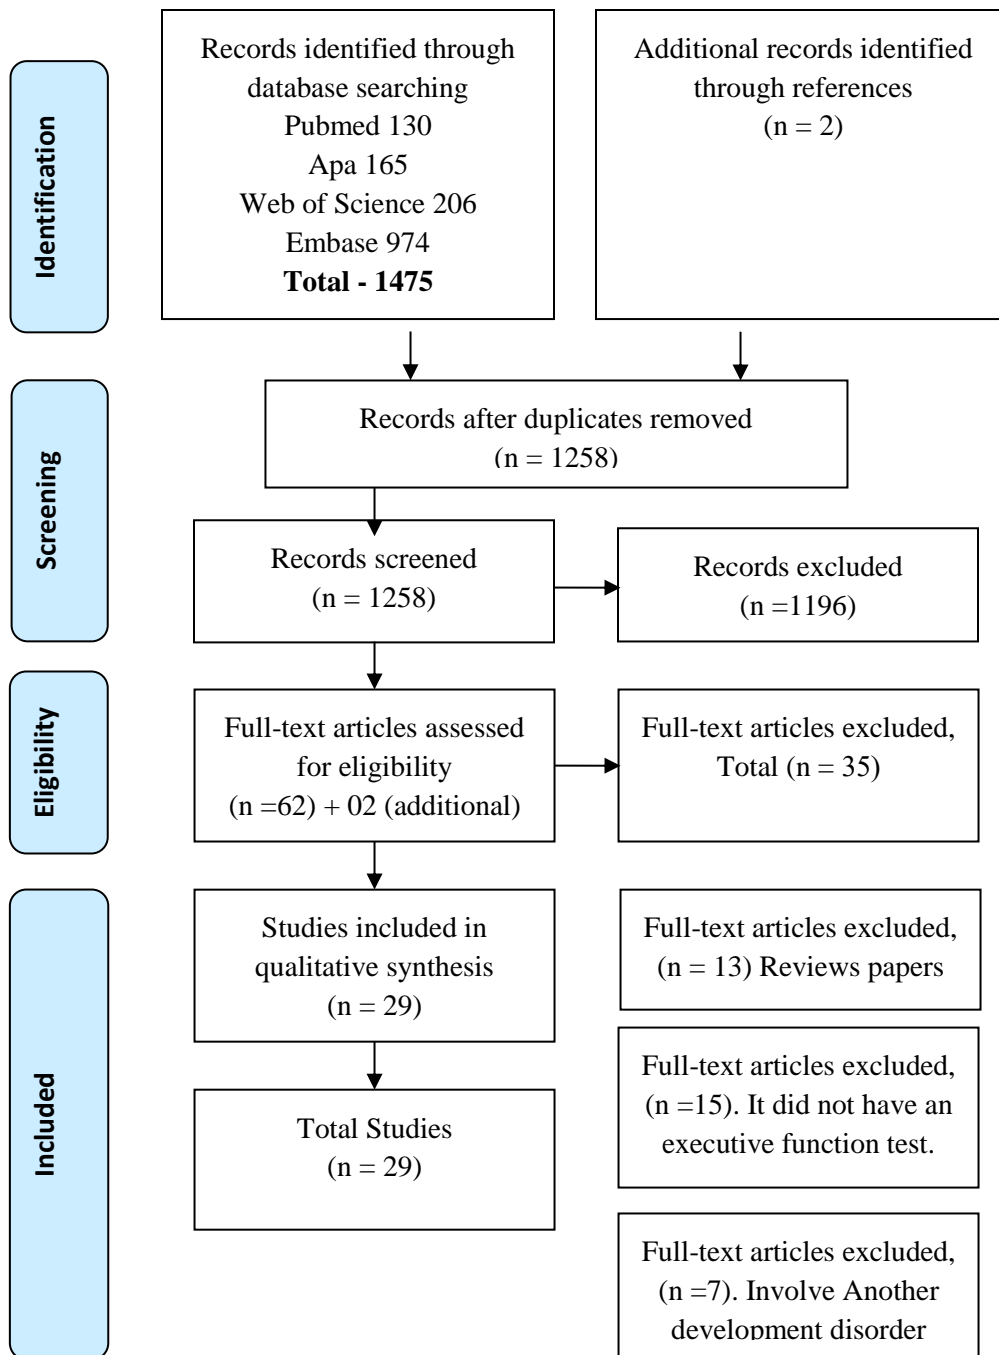 Identification
Records identified through
database searching
Pubmed 130
Apa 165
Web of Science 206
Embase 974
Total - 1475
Additional records identified
through references
(n = 2)
Screening
Records after duplicates removed
(n = 1258)
Records screened
(n = 1258)
Records excluded
(n =1196)
Eligibility
Full-text articles assessed
for eligibility
(n =62) + 02 (additional)
Full-text articles excluded,
Total (n = 35)
Included
Studies included in
qualitative synthesis
(n = 29)
Full-text articles excluded,
(n = 13) Reviews papers
Total Studies
(n = 29)
Full-text articles excluded,
(n =15). It did not have an
executive function test.
Full-text articles excluded,
(n =7). Involve Another
development disorder